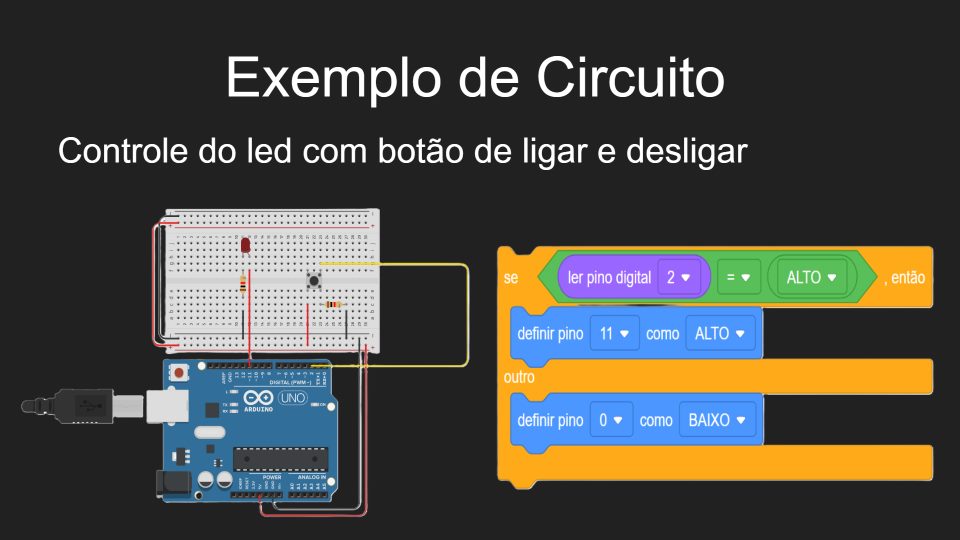 Exemplo de Circuito
Controle do led com botão de ligar e desligar
se ler pino digital 2 = ALTO , então
definir pino 11 como ALTO
outro
definir pino 0 como BAIXO
DIGITAL (PWM ~)
UNO
ARDUINO
POWER
ANALOG IN